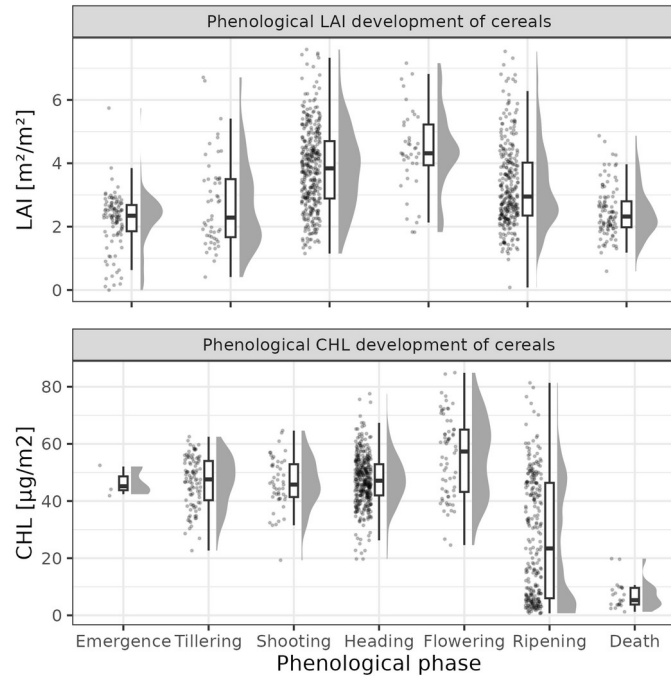 Phenological LAI development of cereals
LAI [m²/m²]
6
4
2
0
Phenological CHL development of cereals
CHL [µg/m2]
80
60
40
20
0
Emergence Tillering Shooting Heading Flowering Ripening Death
Phenological phase